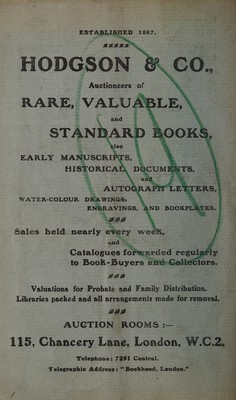 ESTABLISHED 1807.
HODGSON & CO.,
Auctioneers of
RARE, VALUABLE,
and
STANDARD BOOKS,
also
EARLY MANUSCRIPTS,
HISTORICAL DOCUMENTS,
and
AUTOGRAPH LETTERS,
WATER-COLOUR DRAWINGS,
ENGRAVINGS, AND BOOKPLATES.
Sales held nearly every week,
and
Catalogues forwarded regularly
to Book-Buyers and Collectors.
Valuations for Probate and Family Distribution.
Libraries packed and all arrangements made for removal.
AUCTION ROOMS :—
115, Chancery Lane, London, W.C.2.
Telephone: 7291 Central.
Telegraphic Address: "Bookhood, London."